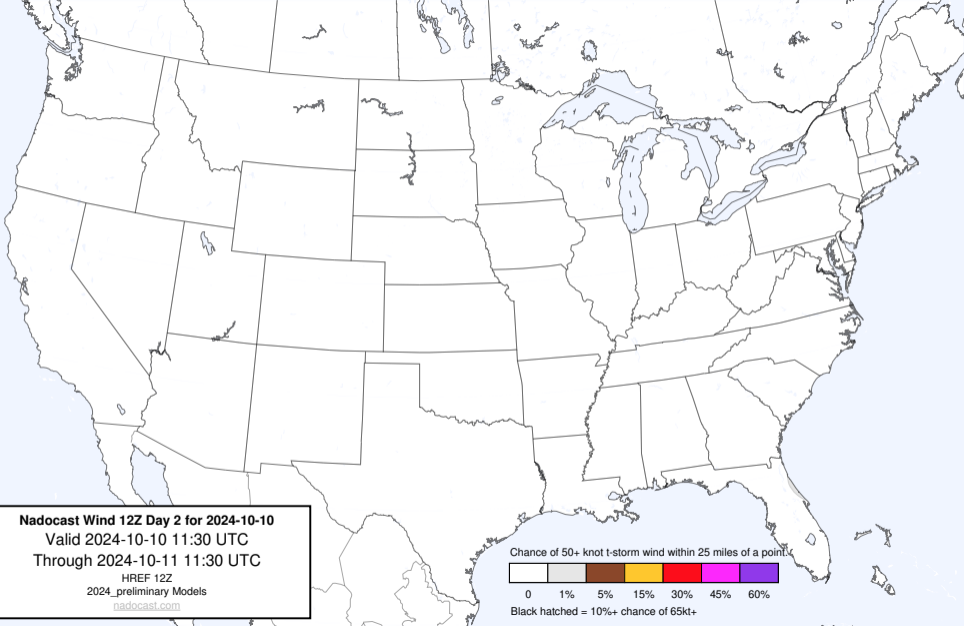 Nadocast Wind 12Z Day 2 for 2024-10-10
Valid 2024-10-10 11:30 UTC
Through 2024-10-11 11:30 UTC
HREF 12Z
2024_preliminary Models
nadocast.com
Chance of 50+ knot t-storm wind within 25 miles of a point.
0 1% 5% 15% 30% 45% 60%
Black hatched = 10%+ chance of 65kt+